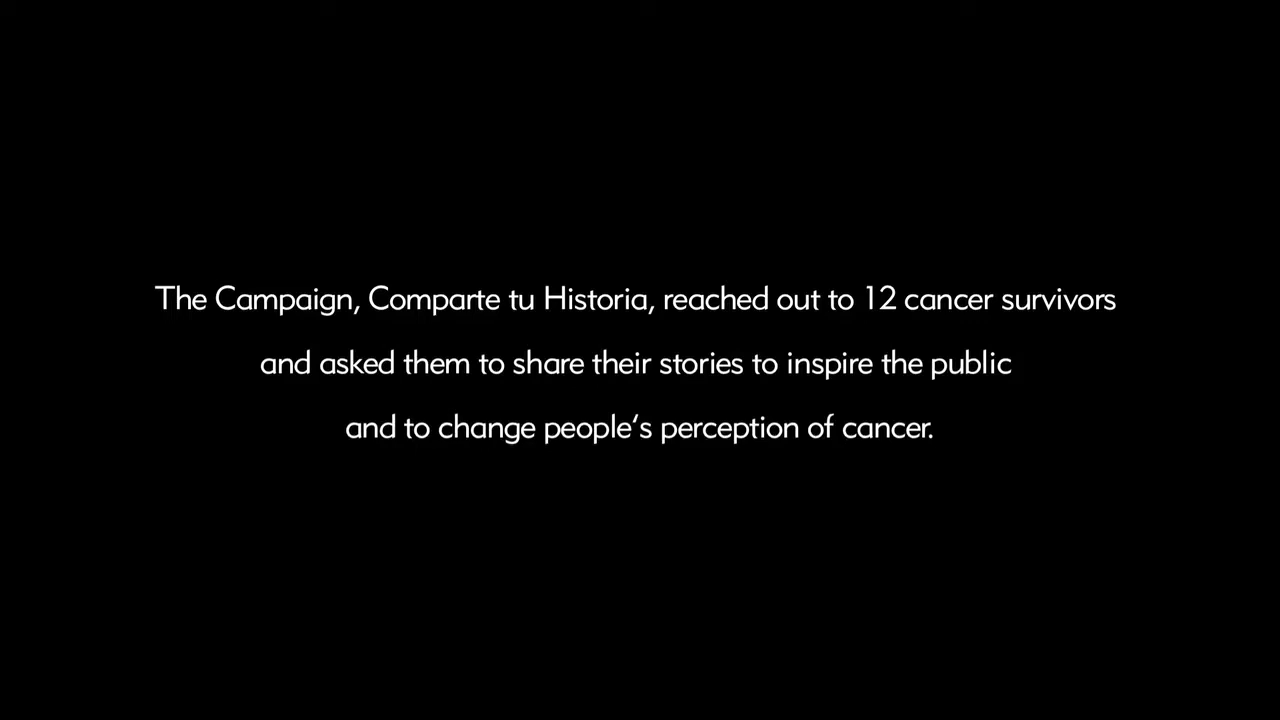 The Campaign, Comparte tu Historia, reached out to 12 cancer survivors
and asked them to share their stories to inspire the public
and to change people‘s perception of cancer.